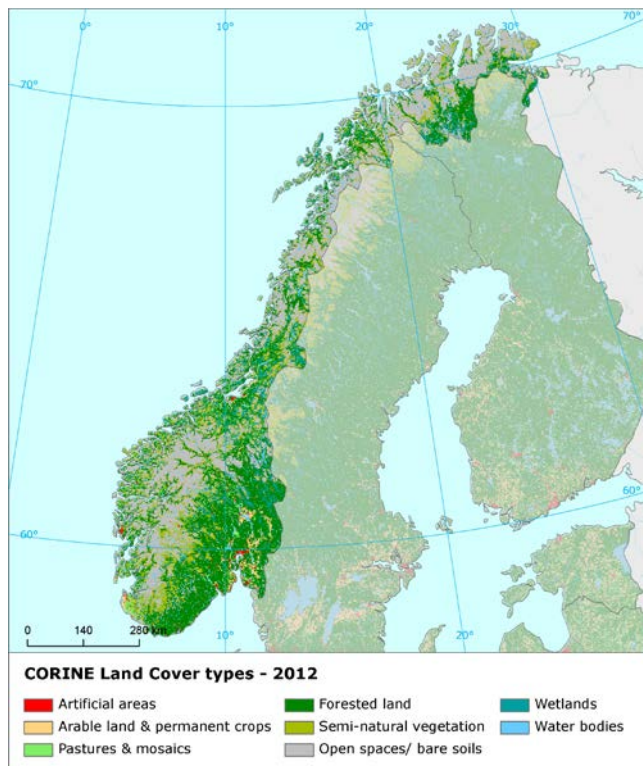 0° 10° 20° 30° 70°
70°
60°
60°
0 140 280 km
10° 20°
CORINE Land Cover types - 2012
Artificial areas Forested land Wetlands
Arable land & permanent crops Semi-natural vegetation Water bodies
Pastures & mosaics Open spaces/ bare soils